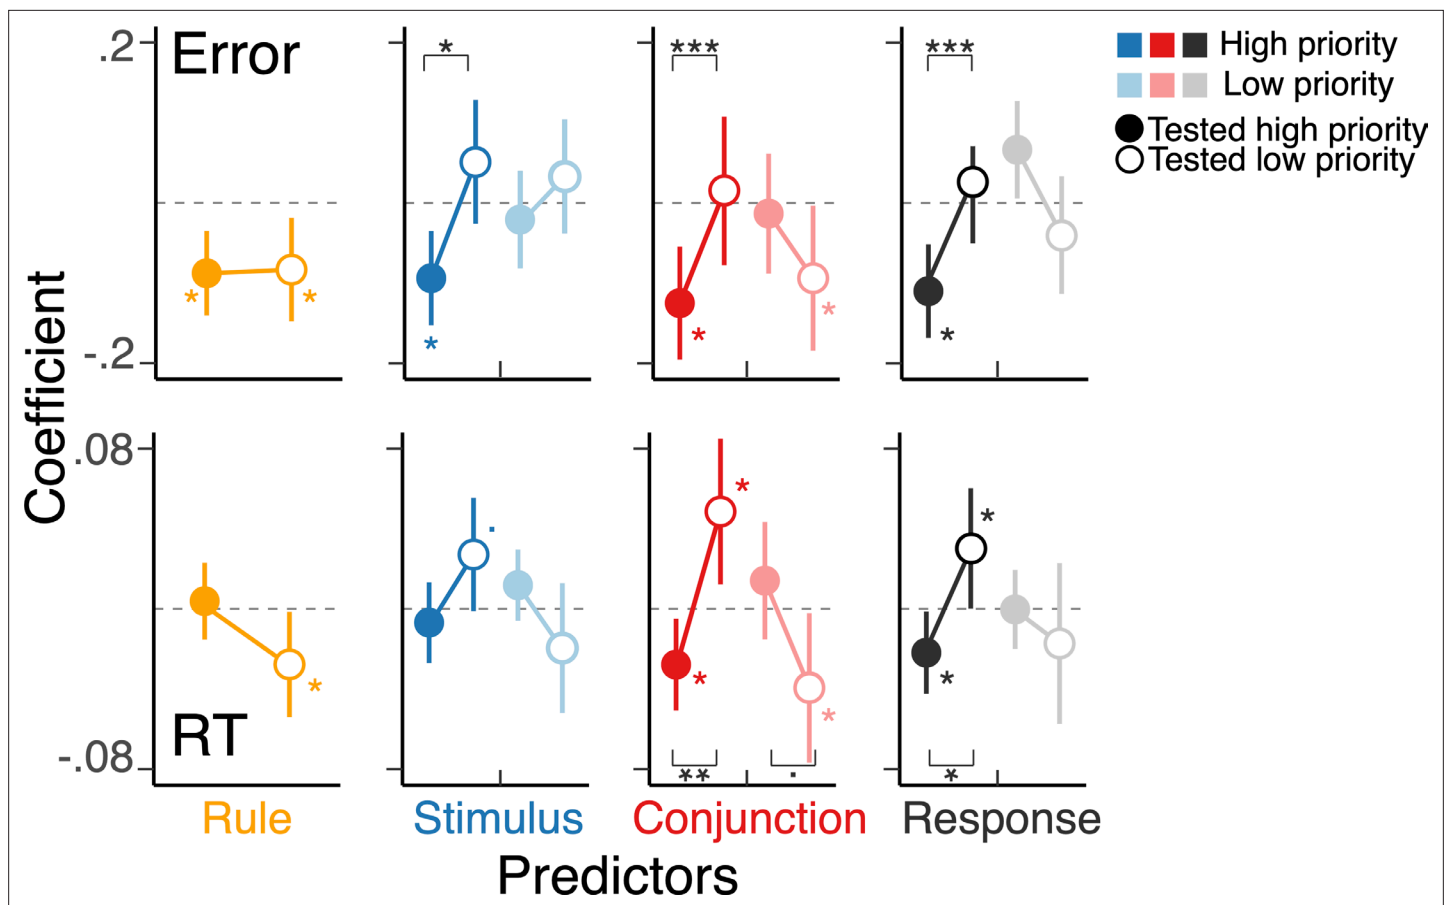 Error
.2
-.2
* *
*
*
***
*
*
***
*
High priority
Low priority
Tested high priority
Tested low priority
Coefficient
RT
.08
-.08
*
.
*
*
*
**
.
*
*
*
Rule
Stimulus
Conjunction
Response
Predictors